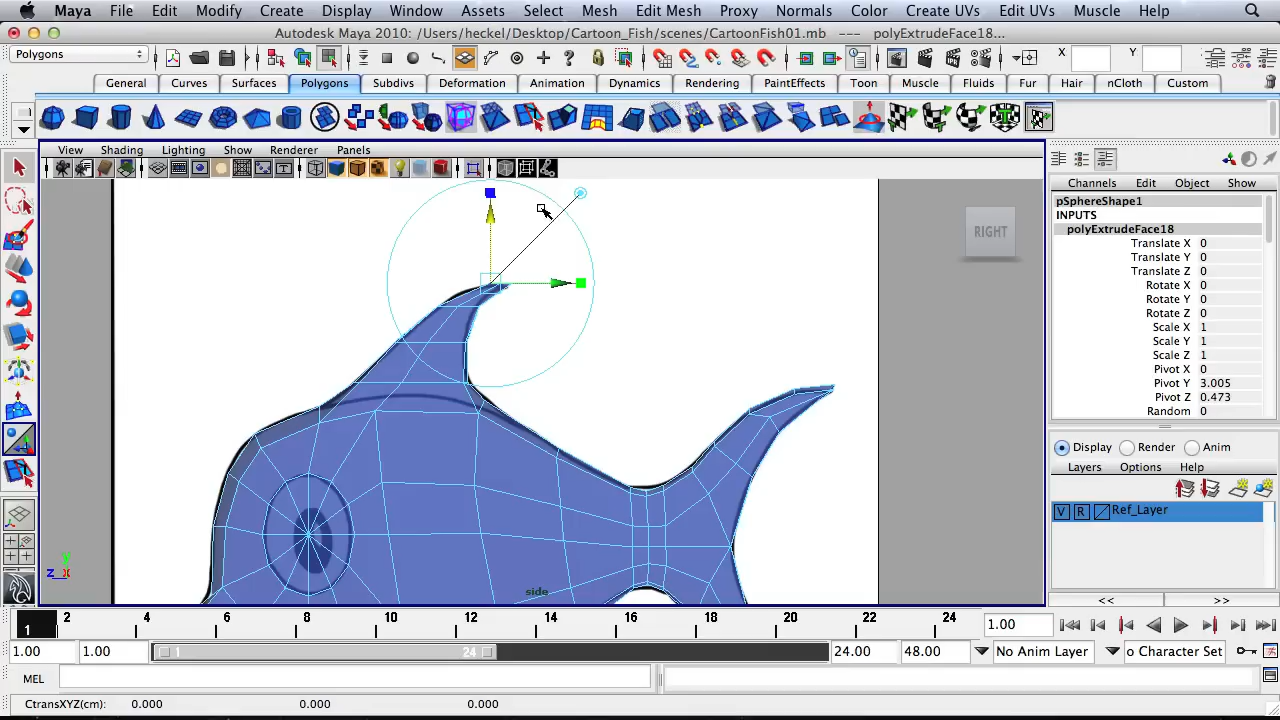 Maya File Edit Modify Create Display Window Assets Select Mesh Edit Mesh Proxy Normals Color Create UVs Edit UVs Muscle Help
Autodesk Maya 2010: /Users/heckel/Desktop/Cartoon_Fish/scenes/CartoonFish01.mb --- polyExtrudeFace18...
Polygons X Y
General Curves Surfaces Polygons Subdivs Deformation Animation Dynamics Rendering PaintEffects Toon Muscle Fluids Fur Hair nCloth Custom
View Shading Lighting Show Renderer Panels
Channels Edit Object Show
pSphereShape1
INPUTS
polyExtrudeFace18
Translate X 0
Translate Y 0
Translate Z 0
Rotate X 0
Rotate Y 0
Rotate Z 0
Scale X 1
Scale Y 1
Scale Z 1
Pivot X 0
Pivot Y 3.005
Pivot Z 0.473
Random 0
RIGHT
Display Render Anim
Layers Options Help
V R Ref_Layer
y
z x
side
<< >>
1 2 4 6 8 10 12 14 16 18 20 22 24 1.00
1.00 1.00 1 24 24.00 48.00 No Anim Layer o Character Set
MEL
CtransXYZ(cm): 0.000 0.000 0.000